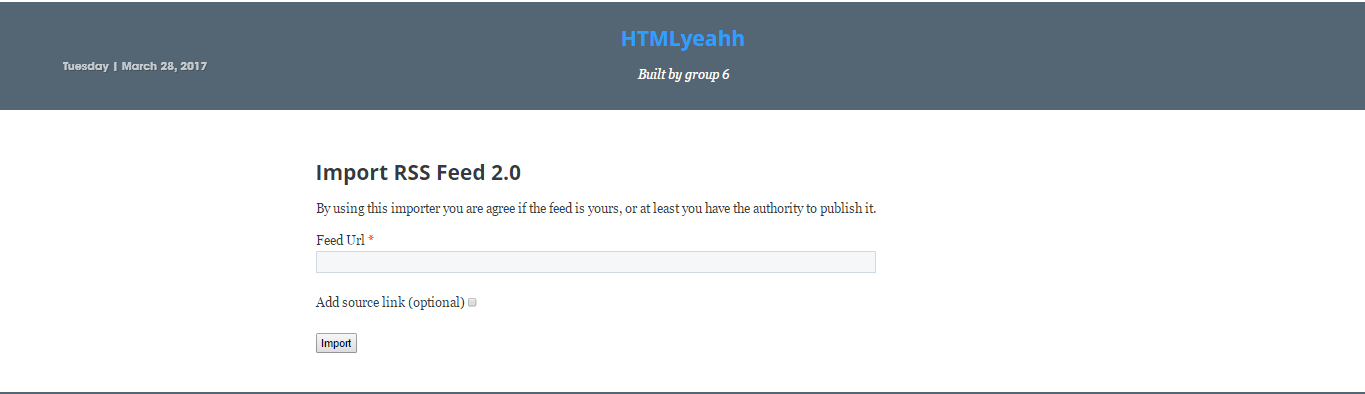 HTMLyeahh
Tuesday | March 28, 2017
Built by group 6
Import RSS Feed 2.0
By using this importer you are agree if the feed is yours, or at least you have the authority to publish it.
Feed Url *
Add source link (optional)
Import